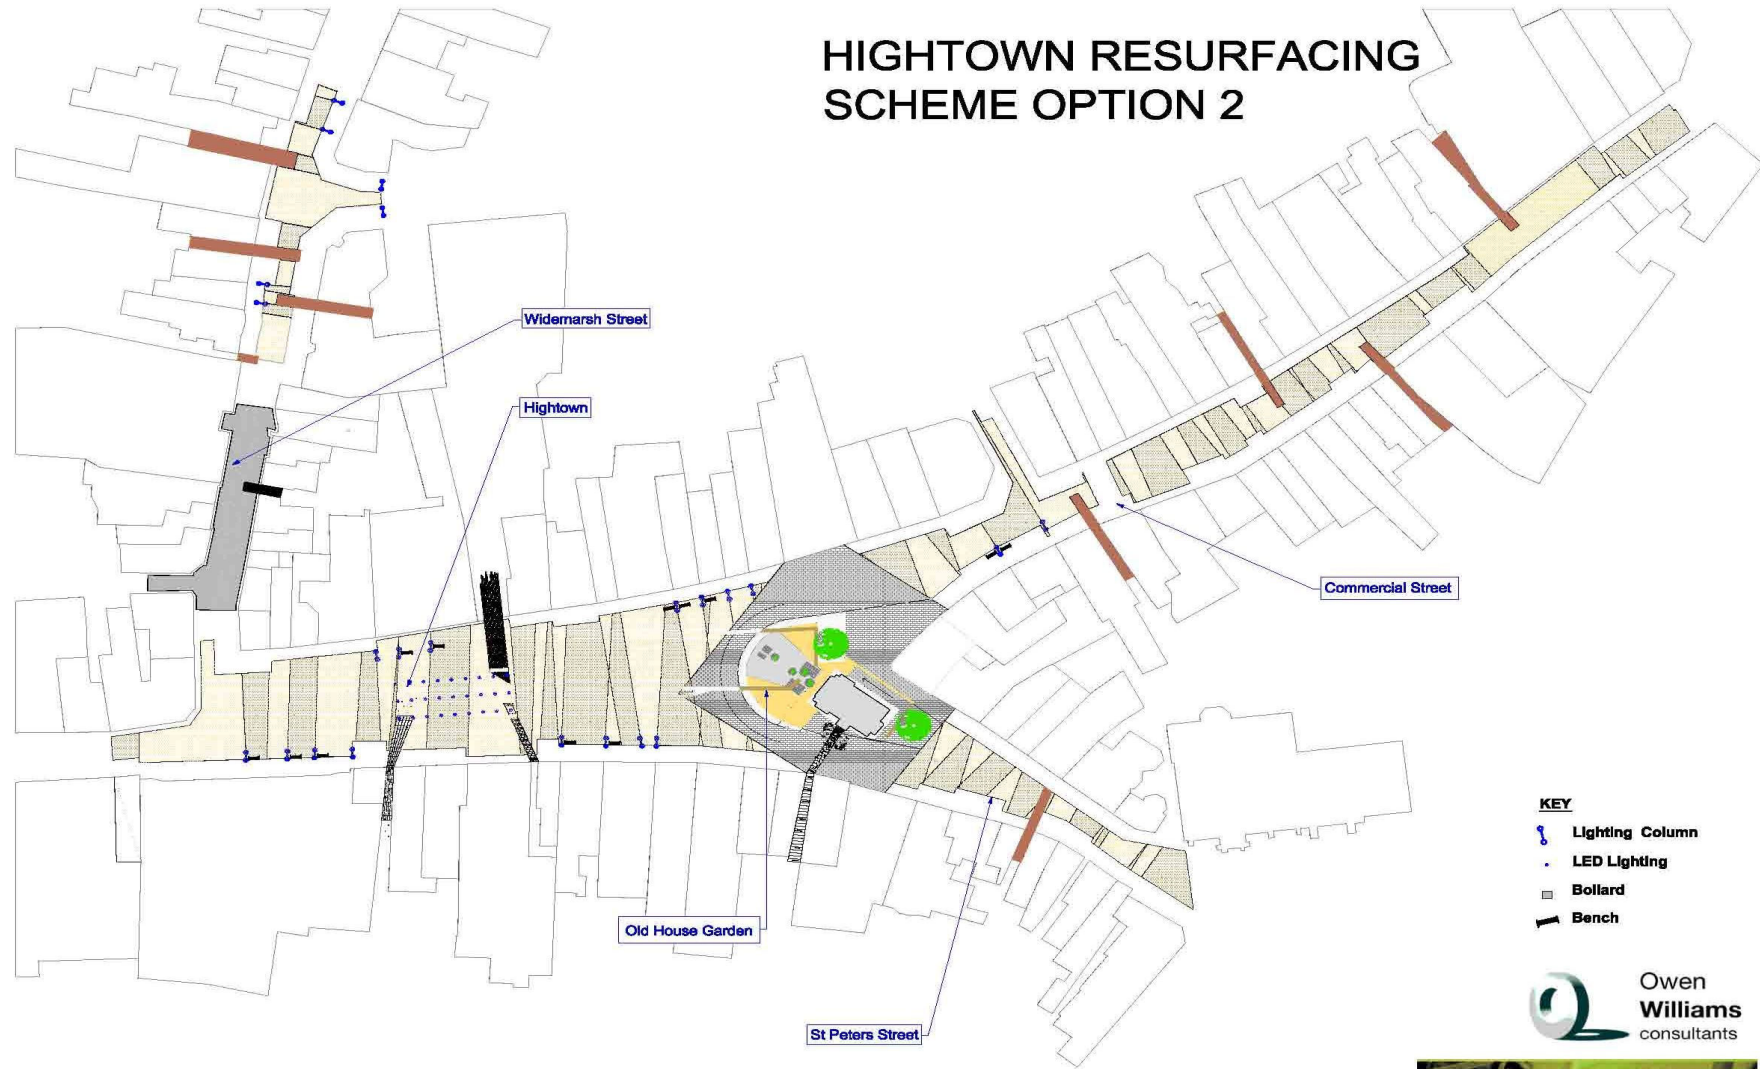 HIGHTOWN RESURFACING
SCHEME OPTION 2
Widemarsh Street
Hightown
Commercial Street
Old House Garden
St Peters Street
KEY
Lighting Column
LED Lighting
Bollard
Bench
Owen
Williams
consultants